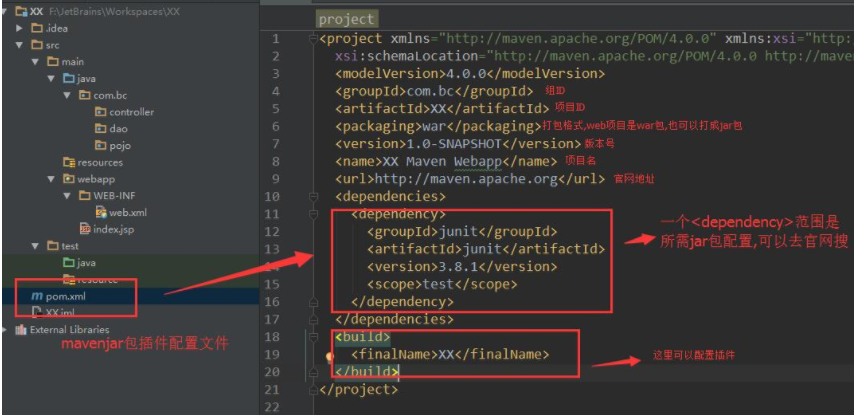 XX F:\JetBrains\Workspaces\XX
.idea
src
main
java
com.bc
controller
dao
pojo
resources
webapp
WEB-INF
web.xml
index.jsp
test
java
resource
pom.xml
XX.iml
External Libraries
mavenjar包插件配置文件
project
1 <project xmlns="http://maven.apache.org/POM/4.0.0" xmlns:xsi="http:
2 xsi:schemaLocation="http://maven.apache.org/POM/4.0.0 http://maven
3 <modelVersion>4.0.0</modelVersion>
4 <groupId>com.bc</groupId> 组ID
5 <artifactId>XX</artifactId> 项目ID
6 <packaging>war</packaging>打包格式,web项目是war包,也可以打成jar包
7 <version>1.0-SNAPSHOT</version> 版本号
8 <name>XX Maven Webapp</name> 项目名
9 <url>http://maven.apache.org</url> 官网地址
10 <dependencies>
11 <dependency>
12 <groupId>junit</groupId>
13 <artifactId>junit</artifactId>
14 <version>3.8.1</version>
15 <scope>test</scope>
16 </dependency>
17 </dependencies>
18 <build>
19 <finalName>XX</finalName>
20 </build>
21 </project>
22
一个<dependency>范围是
所需jar包配置,可以去官网搜
这里可以配置插件